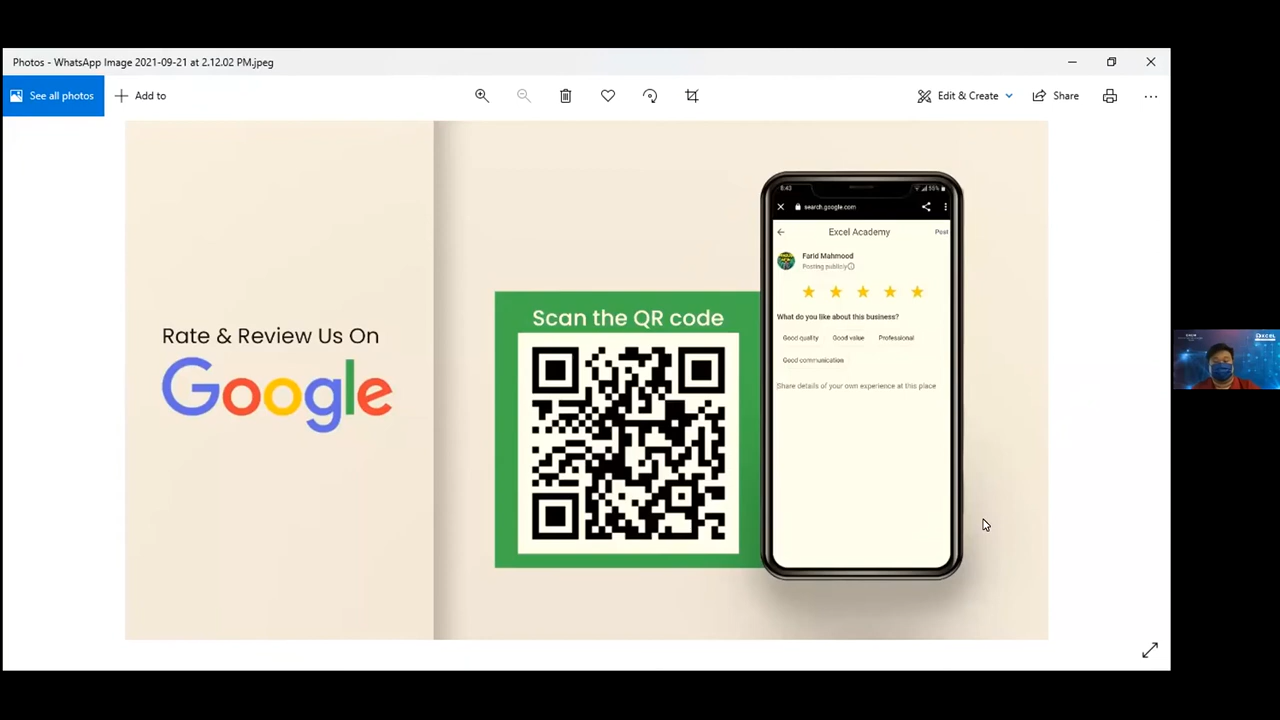 Photos - WhatsApp Image 2021-09-21 at 2.12.02 PM.jpeg
See all photos
Add to
Edit & Create
Share
Rate & Review Us On
Google
Scan the QR code
8:43
55%
search.google.com
Excel Academy
Post
Farid Mahmood
Posting publicly
What do you like about this business?
Good quality Good value Professional
Good communication
Share details of your own experience at this place